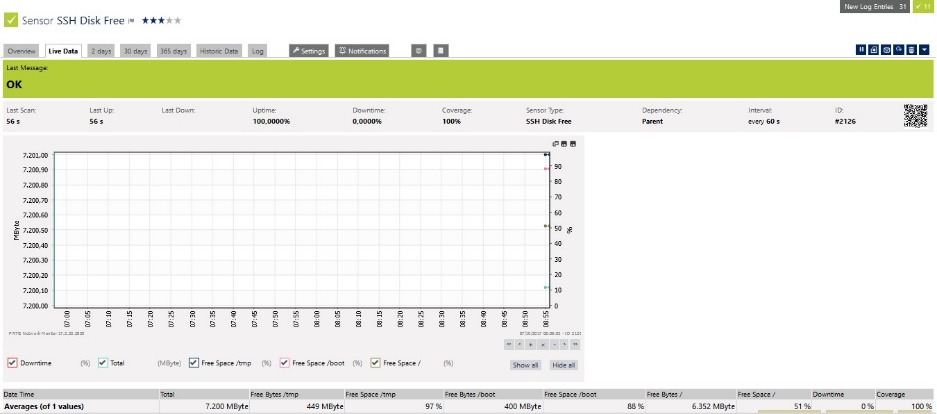 New Log Entries 31 11
Sensor SSH Disk Free
Overview Live Data 2 days 30 days 365 days Historic Data Log Settings Notifications
Last Message:
OK
Last Scan: Last Up: Last Down: Uptime: Downtime: Coverage: Sensor Type: Dependency: Interval: ID:
56 s 56 s 100,0000% 0,0000% 100% SSH Disk Free Parent every 60 s #2126
7.201,00
7.200,90 90
7.200,80 80
7.200,70 70
7.200,60 60
7.200,50 50
7.200,40 40
7.200,30 30
7.200,20 20
7.200,10 10
7.200,00 0
MByte
%
07:00 07:05 07:10 07:15 07:20 07:25 07:30 07:35 07:40 07:45 07:50 07:55 08:00 08:05 08:10 08:15 08:20 08:25 08:30 08:35 08:40 08:45 08:50 08:55
Downtime (%) Total (MByte) Free Space /tmp (%) Free Space /boot (%) Free Space / (%)
Show all Hide all
Date Time Total Free Bytes /tmp Free Space /tmp Free Bytes /boot Free Space /boot Free Bytes / Free Space / Downtime Coverage
Averages (of 1 values) 7.200 MByte 449 MByte 97 % 400 MByte 88 % 6.352 MByte 51 % 0 % 100 %